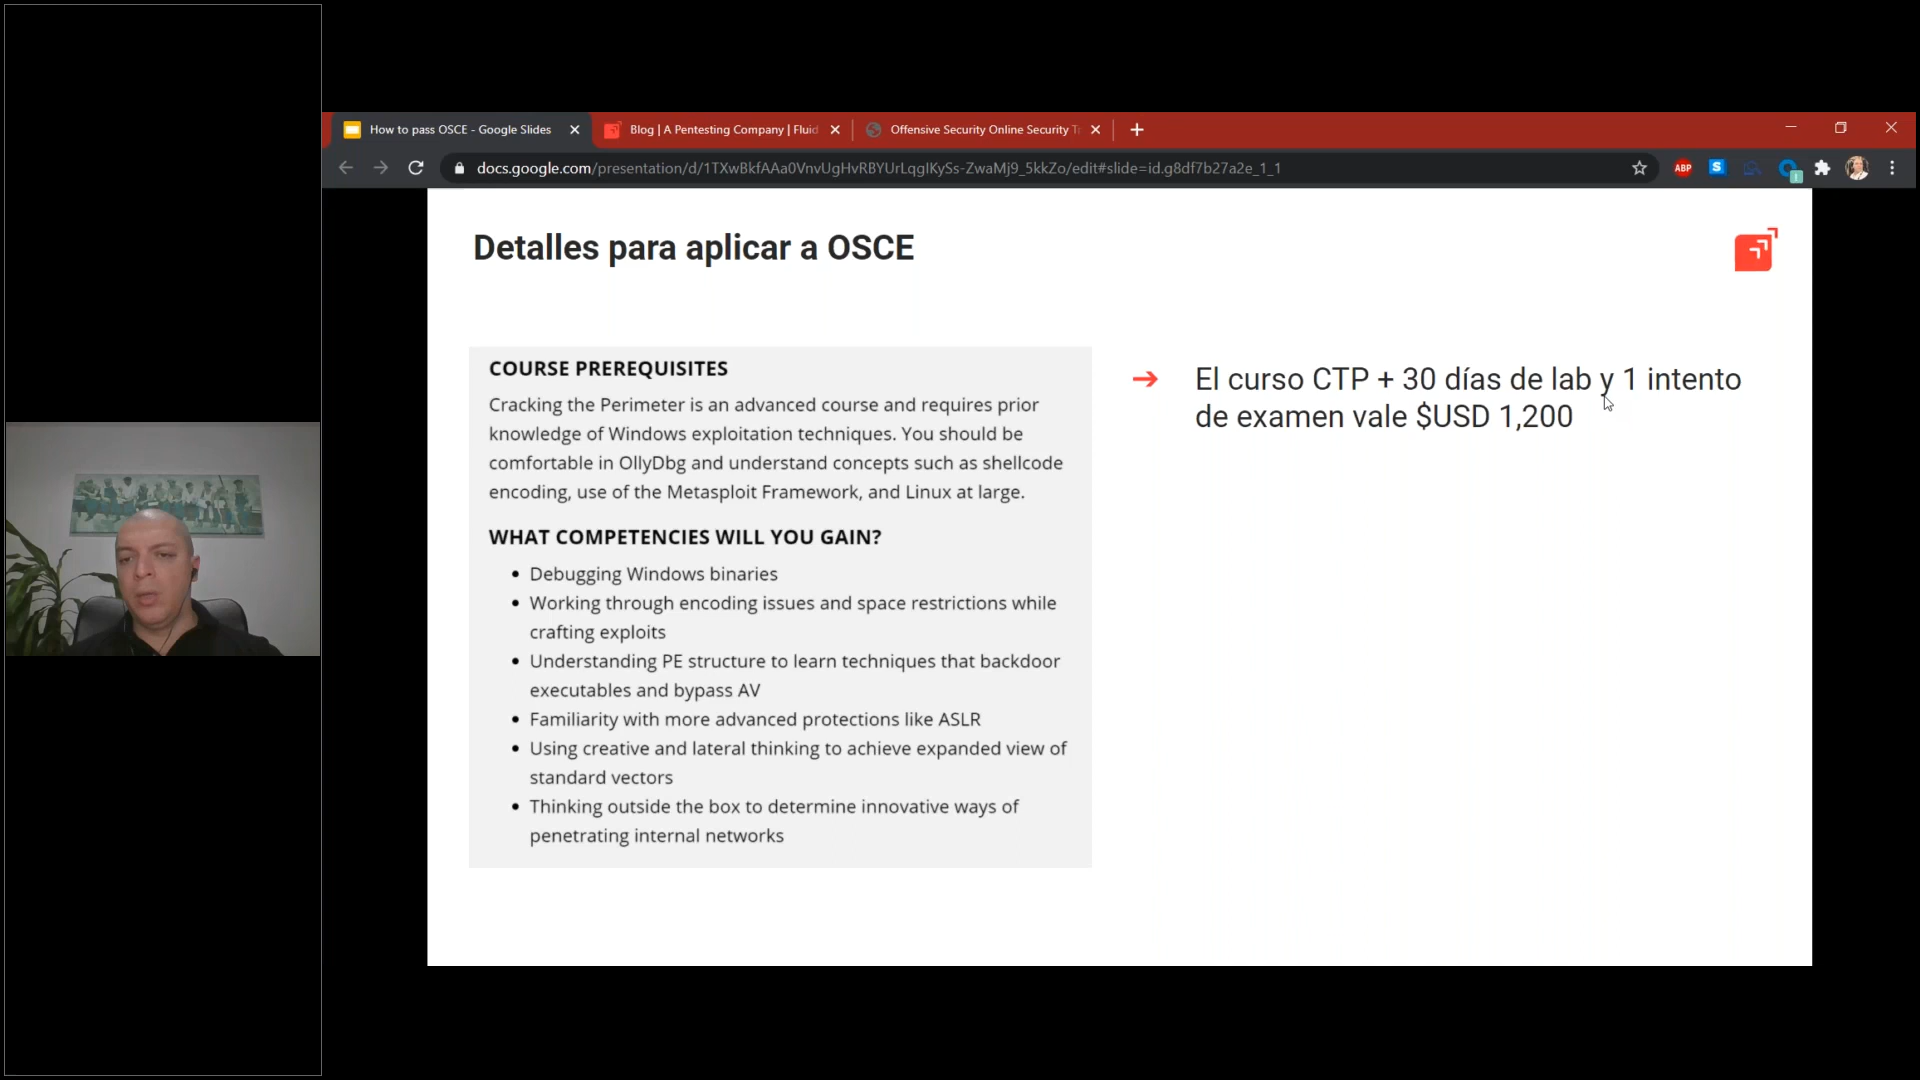 How to pass OSCE - Google Slides
Blog | A Pentesting Company | Fluid
Offensive Security Online Security T
docs.google.com/presentation/d/1TXwBkfAAa0VnvUgHvRBYUrLqgIKySs-ZwaMj9_5kkZo/edit#slide=id.g8df7b27a2e_1_1
ABP
S
Detalles para aplicar a OSCE
COURSE PREREQUISITES
Cracking the Perimeter is an advanced course and requires prior
knowledge of Windows exploitation techniques. You should be
comfortable in OllyDbg and understand concepts such as shellcode
encoding, use of the Metasploit Framework, and Linux at large.
WHAT COMPETENCIES WILL YOU GAIN?
• Debugging Windows binaries
• Working through encoding issues and space restrictions while
crafting exploits
• Understanding PE structure to learn techniques that backdoor
executables and bypass AV
• Familiarity with more advanced protections like ASLR
• Using creative and lateral thinking to achieve expanded view of
standard vectors
• Thinking outside the box to determine innovative ways of
penetrating internal networks
➔ El curso CTP + 30 días de lab y 1 intento
de examen vale $USD 1,200